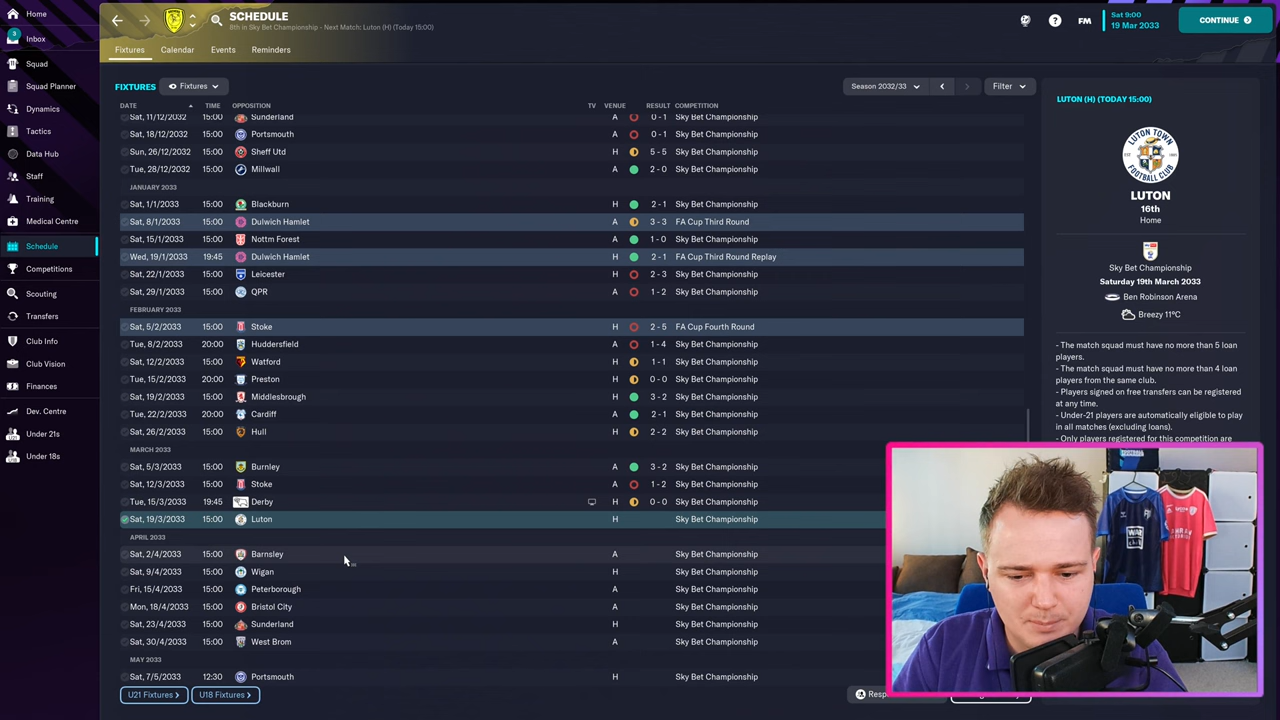 Home
SCHEDULE
8th in Sky Bet Championship - Next Match: Luton (H) (Today 15:00)
FM
Sat 9:00
19 Mar 2033
CONTINUE
3
Inbox
Squad
Squad Planner
Dynamics
Tactics
Data Hub
Staff
Training
Medical Centre
Schedule
Competitions
Scouting
Transfers
Club Info
Club Vision
Finances
Dev. Centre
Under 21s
Under 18s
Fixtures Calendar Events Reminders
FIXTURES Fixtures Season 2032/33 Filter
DATE TIME OPPOSITION TV VENUE RESULT COMPETITION
Sat, 11/12/2032 15:00 Sunderland A 0 - 1 Sky Bet Championship
Sat, 18/12/2032 15:00 Portsmouth A 0 - 1 Sky Bet Championship
Sun, 26/12/2032 15:00 Sheff Utd H 5 - 5 Sky Bet Championship
Tue, 28/12/2032 15:00 Millwall A 2 - 0 Sky Bet Championship
JANUARY 2033
Sat, 1/1/2033 15:00 Blackburn H 2 - 1 Sky Bet Championship
Sat, 8/1/2033 15:00 Dulwich Hamlet A 3 - 3 FA Cup Third Round
Sat, 15/1/2033 15:00 Nottm Forest A 1 - 0 Sky Bet Championship
Wed, 19/1/2033 19:45 Dulwich Hamlet H 2 - 1 FA Cup Third Round Replay
Sat, 22/1/2033 15:00 Leicester H 2 - 3 Sky Bet Championship
Sat, 29/1/2033 15:00 QPR A 1 - 2 Sky Bet Championship
FEBRUARY 2033
Sat, 5/2/2033 15:00 Stoke H 2 - 5 FA Cup Fourth Round
Tue, 8/2/2033 20:00 Huddersfield A 1 - 4 Sky Bet Championship
Sat, 12/2/2033 15:00 Watford H 1 - 1 Sky Bet Championship
Tue, 15/2/2033 20:00 Preston A 0 - 0 Sky Bet Championship
Sat, 19/2/2033 15:00 Middlesbrough H 3 - 2 Sky Bet Championship
Tue, 22/2/2033 20:00 Cardiff A 2 - 1 Sky Bet Championship
Sat, 26/2/2033 15:00 Hull H 2 - 2 Sky Bet Championship
MARCH 2033
Sat, 5/3/2033 15:00 Burnley A 3 - 2 Sky Bet Championship
Sat, 12/3/2033 15:00 Stoke A 1 - 2 Sky Bet Championship
Tue, 15/3/2033 19:45 Derby H 0 - 0 Sky Bet Championship
Sat, 19/3/2033 15:00 Luton H Sky Bet Championship
APRIL 2033
Sat, 2/4/2033 15:00 Barnsley A Sky Bet Championship
Sat, 9/4/2033 15:00 Wigan H Sky Bet Championship
Fri, 15/4/2033 15:00 Peterborough A Sky Bet Championship
Mon, 18/4/2033 15:00 Bristol City A Sky Bet Championship
Sat, 23/4/2033 15:00 Sunderland H Sky Bet Championship
Sat, 30/4/2033 15:00 West Brom A Sky Bet Championship
MAY 2033
Sat, 7/5/2033 12:30 Portsmouth H Sky Bet Championship
U21 Fixtures U18 Fixtures
LUTON (H) (TODAY 15:00)
LUTON TOWN
FOOTBALL CLUB
LUTON
16th
Home
Sky Bet Championship
Saturday 19th March 2033
Ben Robinson Arena
Breezy 11°C
- The match squad must have no more than 5 loan
players.
- The match squad must have no more than 4 loan
players from the same club.
- Players signed on free transfers can be registered
at any time.
- Under-21 players are automatically eligible to play
in all matches (excluding loans).
- Only players registered for this competition are